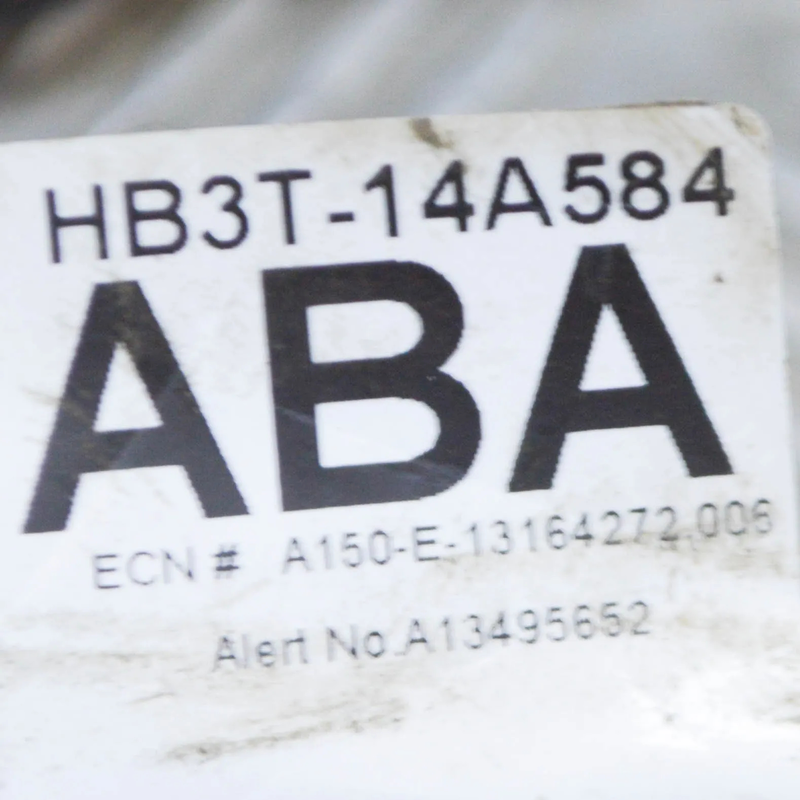 HB3T-14A584
ABA
ECN # A150-E-13164272.006
Alert No.A13495652